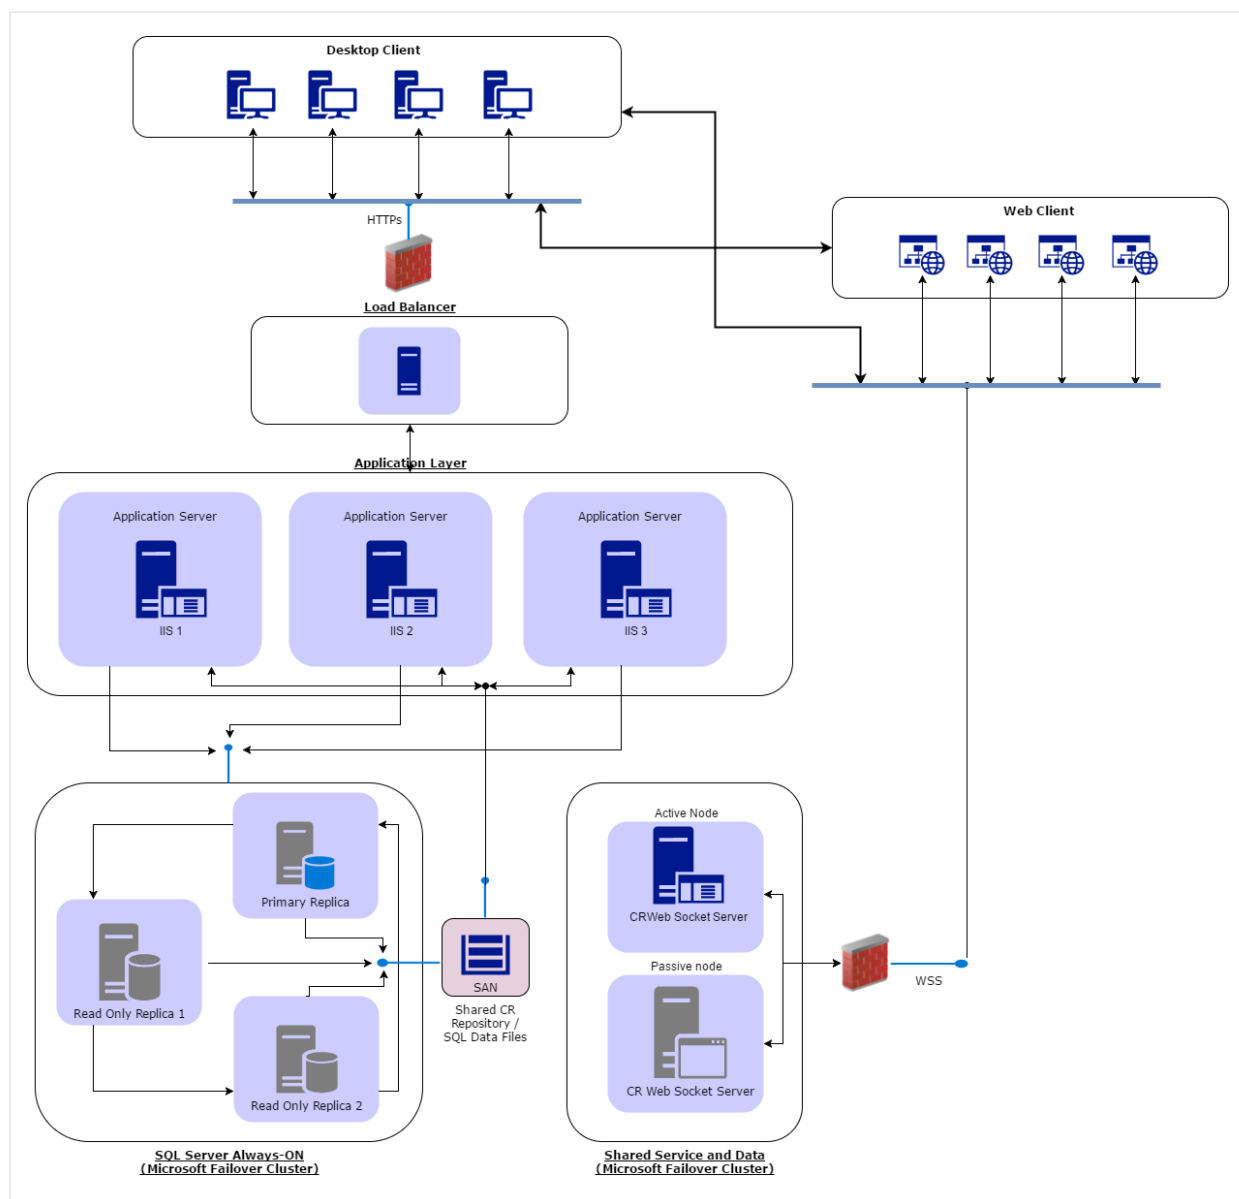 Desktop Client
HTTPs
Web Client
Load Balancer
Application Layer
Application Server
Application Server
Application Server
IIS 1
IIS 2
IIS 3
Primary Replica
Read Only Replica 1
Read Only Replica 2
SAN
Shared CR
Repository /
SQL Data Files
SQL Server Always-ON
(Microsoft Failover Cluster)
Active Node
CRWeb Socket Server
Passive node
CR Web Socket Server
WSS
Shared Service and Data
(Microsoft Failover Cluster)